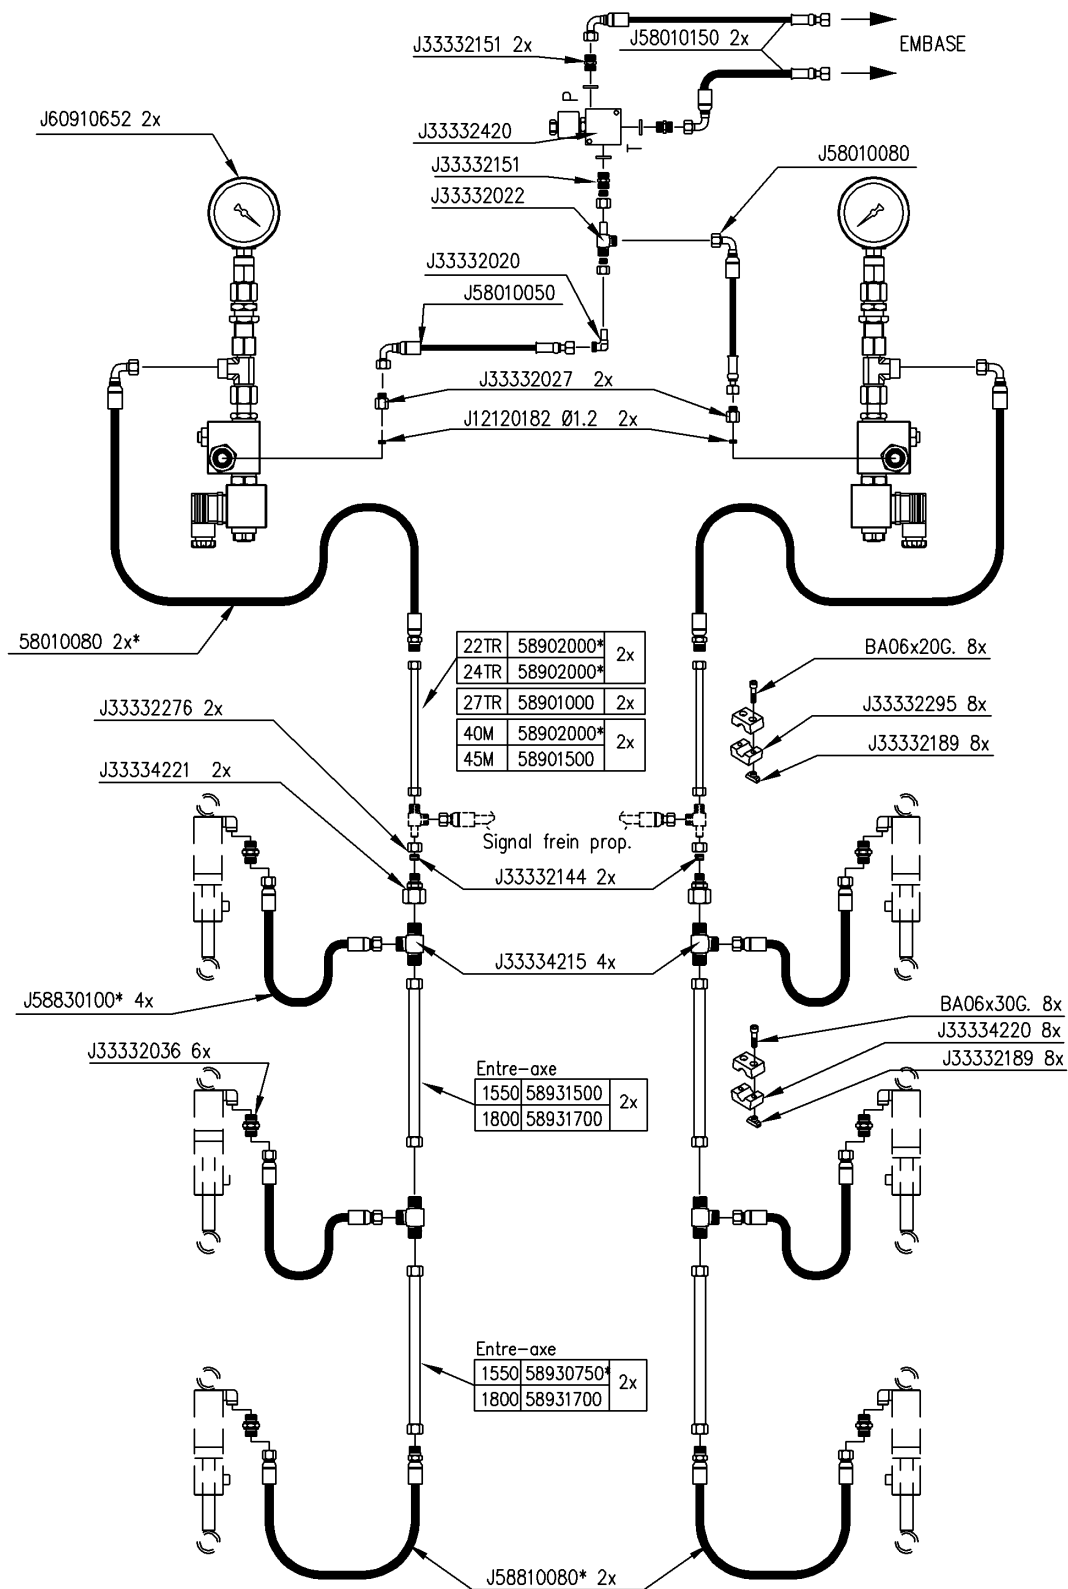 J33332151 2x
J58010150 2x
EMBASE
P
J60910652 2x
J33332420
T
J33332151
J58010080
J33332022
J33332020
J58010050
J33332027 2x
J12120182 Ø1.2 2x
58010080 2x*
22TR 58902000* 2x
24TR 58902000*
27TR 58901000 2x
40M 58902000* 2x
45M 58901500
BA06x20G. 8x
J33332295 8x
J33332189 8x
J33332276 2x
J33334221 2x
Signal frein prop.
J33332144 2x
J33334215 4x
J58830100* 4x
BA06x30G. 8x
J33334220 8x
J33332189 8x
J33332036 6x
Entre-axe
1550 58931500 2x
1800 58931700
Entre-axe
1550 58930750* 2x
1800 58931700
J58810080* 2x